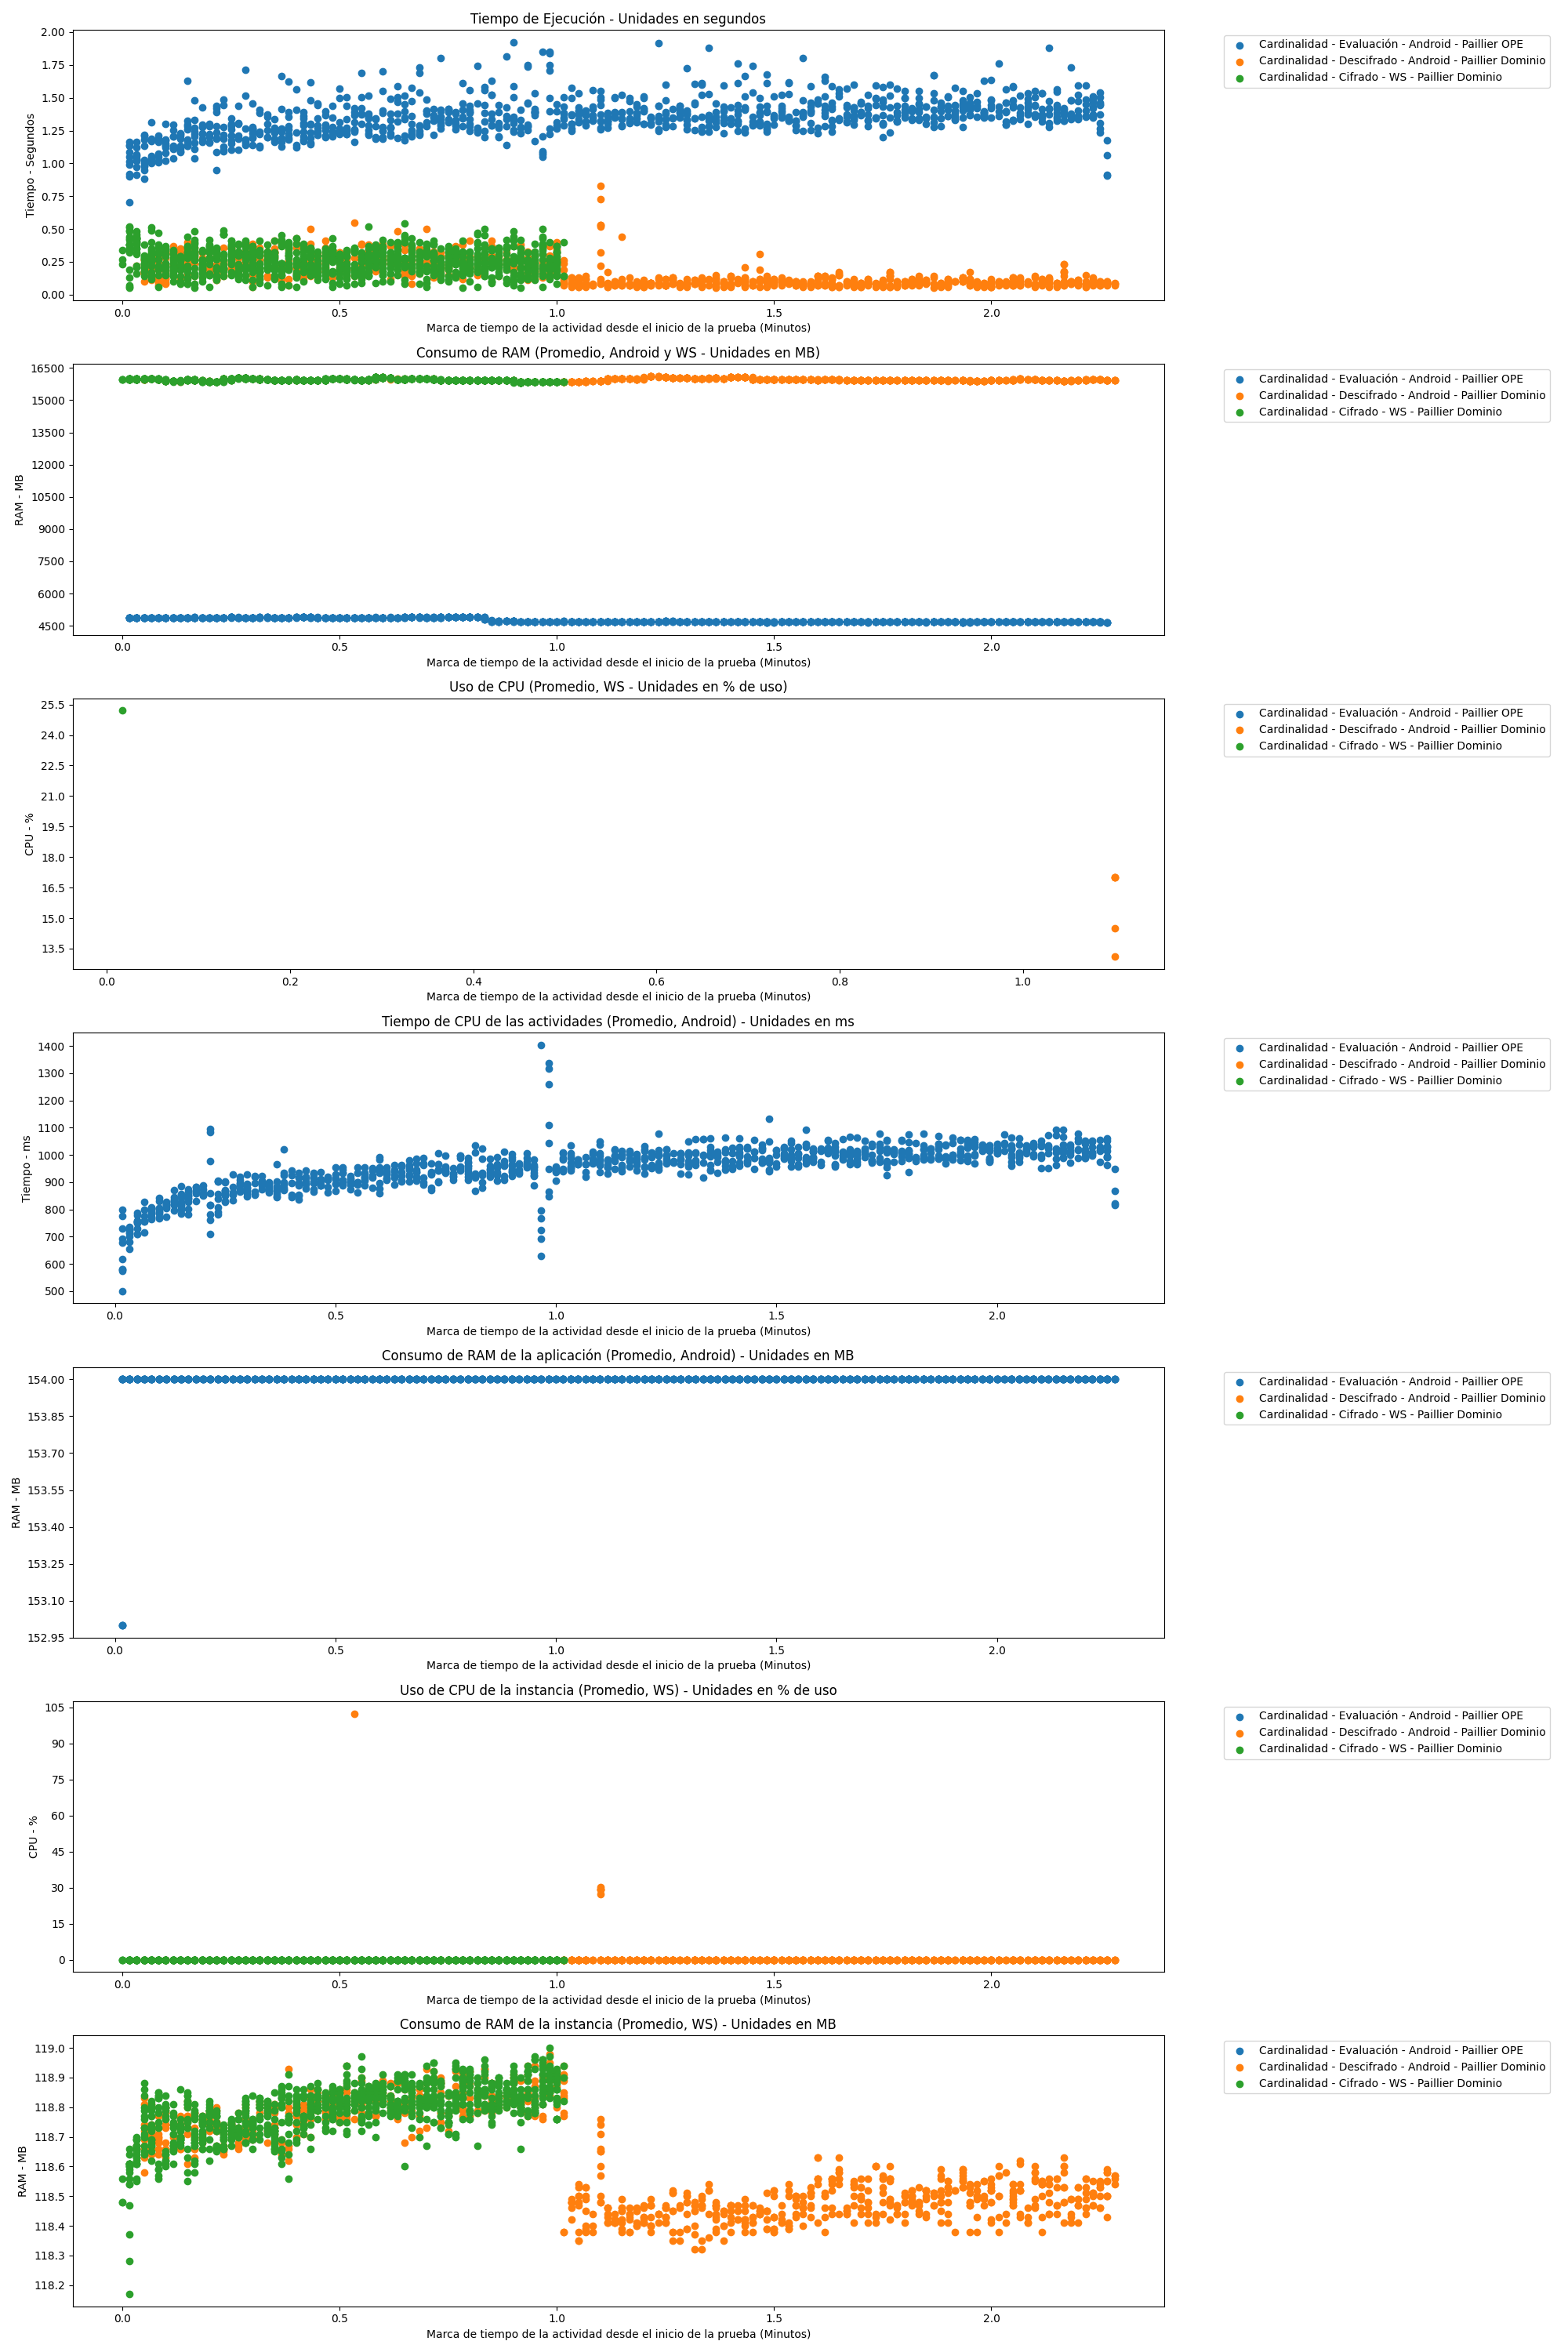 Tiempo de Ejecución - Unidades en segundos
2.00
1.75
1.50
1.25
1.00
0.75
0.50
0.25
0.00
Tiempo - Segundos
0.0 0.5 1.0 1.5 2.0
Marca de tiempo de la actividad desde el inicio de la prueba (Minutos)
Cardinalidad - Evaluación - Android - Paillier OPE
Cardinalidad - Descifrado - Android - Paillier Dominio
Cardinalidad - Cifrado - WS - Paillier Dominio
Consumo de RAM (Promedio, Android y WS - Unidades en MB)
16500
15000
13500
12000
10500
9000
7500
6000
4500
RAM - MB
0.0 0.5 1.0 1.5 2.0
Marca de tiempo de la actividad desde el inicio de la prueba (Minutos)
Cardinalidad - Evaluación - Android - Paillier OPE
Cardinalidad - Descifrado - Android - Paillier Dominio
Cardinalidad - Cifrado - WS - Paillier Dominio
Uso de CPU (Promedio, WS - Unidades en % de uso)
25.5
24.0
22.5
21.0
19.5
18.0
16.5
15.0
13.5
CPU - %
0.0 0.2 0.4 0.6 0.8 1.0
Marca de tiempo de la actividad desde el inicio de la prueba (Minutos)
Cardinalidad - Evaluación - Android - Paillier OPE
Cardinalidad - Descifrado - Android - Paillier Dominio
Cardinalidad - Cifrado - WS - Paillier Dominio
Tiempo de CPU de las actividades (Promedio, Android) - Unidades en ms
1400
1300
1200
1100
1000
900
800
700
600
500
Tiempo - ms
0.0 0.5 1.0 1.5 2.0
Marca de tiempo de la actividad desde el inicio de la prueba (Minutos)
Cardinalidad - Evaluación - Android - Paillier OPE
Cardinalidad - Descifrado - Android - Paillier Dominio
Cardinalidad - Cifrado - WS - Paillier Dominio
Consumo de RAM de la aplicación (Promedio, Android) - Unidades en MB
154.00
153.85
153.70
153.55
153.40
153.25
153.10
152.95
RAM - MB
0.0 0.5 1.0 1.5 2.0
Marca de tiempo de la actividad desde el inicio de la prueba (Minutos)
Cardinalidad - Evaluación - Android - Paillier OPE
Cardinalidad - Descifrado - Android - Paillier Dominio
Cardinalidad - Cifrado - WS - Paillier Dominio
Uso de CPU de la instancia (Promedio, WS) - Unidades en % de uso
105
90
75
60
45
30
15
0
CPU - %
0.0 0.5 1.0 1.5 2.0
Marca de tiempo de la actividad desde el inicio de la prueba (Minutos)
Cardinalidad - Evaluación - Android - Paillier OPE
Cardinalidad - Descifrado - Android - Paillier Dominio
Cardinalidad - Cifrado - WS - Paillier Dominio
Consumo de RAM de la instancia (Promedio, WS) - Unidades en MB
119.0
118.9
118.8
118.7
118.6
118.5
118.4
118.3
118.2
RAM - MB
0.0 0.5 1.0 1.5 2.0
Marca de tiempo de la actividad desde el inicio de la prueba (Minutos)
Cardinalidad - Evaluación - Android - Paillier OPE
Cardinalidad - Descifrado - Android - Paillier Dominio
Cardinalidad - Cifrado - WS - Paillier Dominio